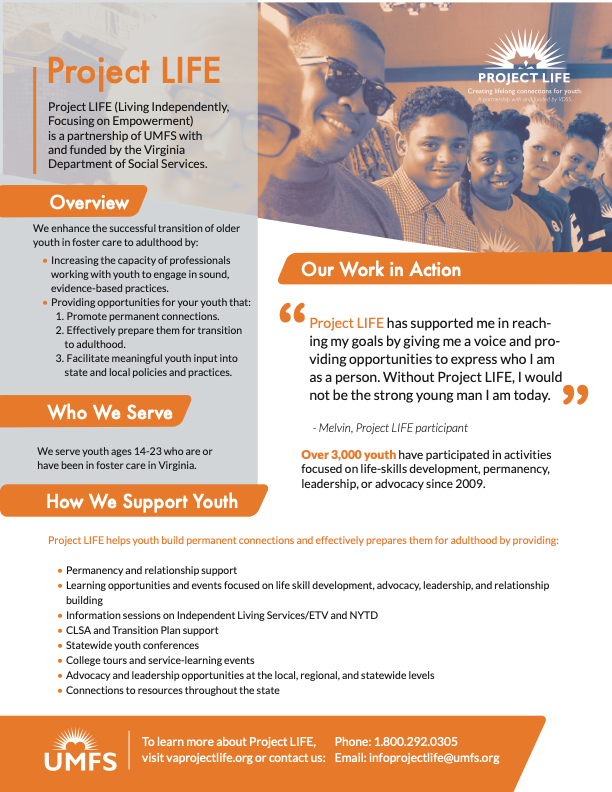 Project LIFE
Project LIFE (Living Independently,
Focusing on Empowerment)
is a partnership of UMFS with
and funded by the Virginia
Department of Social Services.
PROJECT LIFE
Creating lifelong connections for youth.
A partnership with and funded by VDSS.
Overview
We enhance the successful transition of older
youth in foster care to adulthood by:
• Increasing the capacity of professionals
working with youth to engage in sound,
evidence-based practices.
• Providing opportunities for your youth that:
1. Promote permanent connections.
2. Effectively prepare them for transition
to adulthood.
3. Facilitate meaningful youth input into
state and local policies and practices.
Who We Serve
We serve youth ages 14-23 who are or
have been in foster care in Virginia.
Our Work in Action
“ Project LIFE has supported me in reach-
ing my goals by giving me a voice and pro-
viding opportunities to express who I am
as a person. Without Project LIFE, I would
not be the strong young man I am today. ”
- Melvin, Project LIFE participant
Over 3,000 youth have participated in activities
focused on life-skills development, permanency,
leadership, or advocacy since 2009.
How We Support Youth
Project LIFE helps youth build permanent connections and effectively prepares them for adulthood by providing:
• Permanency and relationship support
• Learning opportunities and events focused on life skill development, advocacy, leadership, and relationship
building
• Information sessions on Independent Living Services/ETV and NYTD
• CLSA and Transition Plan support
• Statewide youth conferences
• College tours and service-learning events
• Advocacy and leadership opportunities at the local, regional, and statewide levels
• Connections to resources throughout the state
UMFS
To learn more about Project LIFE,
visit vaprojectlife.org or contact us:
Phone: 1.800.292.0305
Email: infoprojectlife@umfs.org